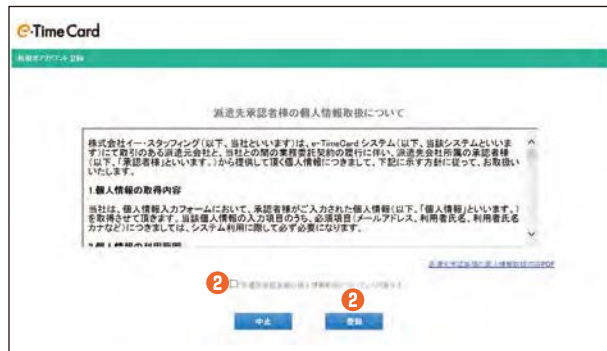 e-TimeCard
派遣先承認者様の個人情報取扱について
株式会社イー・スタッフィング(以下、当社といいます)は、e-TimeCard システム(以下、当該システムといいま
す)にて取引のある派遣元会社と、当社との間の業務委託契約の履行に伴い、派遣先会社所属の承認者様
(以下、「承認者様」といいます。)から提供して頂く個人情報につきまして、下記に示す方針に従って、お取扱い
いたします。
1.個人情報の取得内容
当社は、個人情報入力フォームにおいて、承認者様がご入力された個人情報(以下、「個人情報」といいます。)
を取得させて頂きます。当該個人情報の入力項目のうち、必須項目(メールアドレス、利用者氏名、利用者氏名
カナなど)につきましては、システム利用に際して必ず必要になります。
2.個人情報の利用範囲
2
2
中止
登録